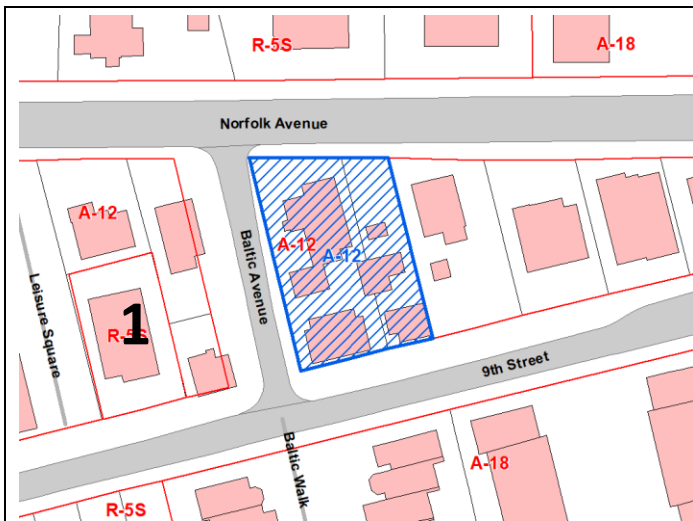 R-5S
A-18
Norfolk Avenue
A-12
A-12
A-12
Baltic Avenue
Leisure Square
R-5S
1
9th Street
Baltic Walk
A-18
R-5S